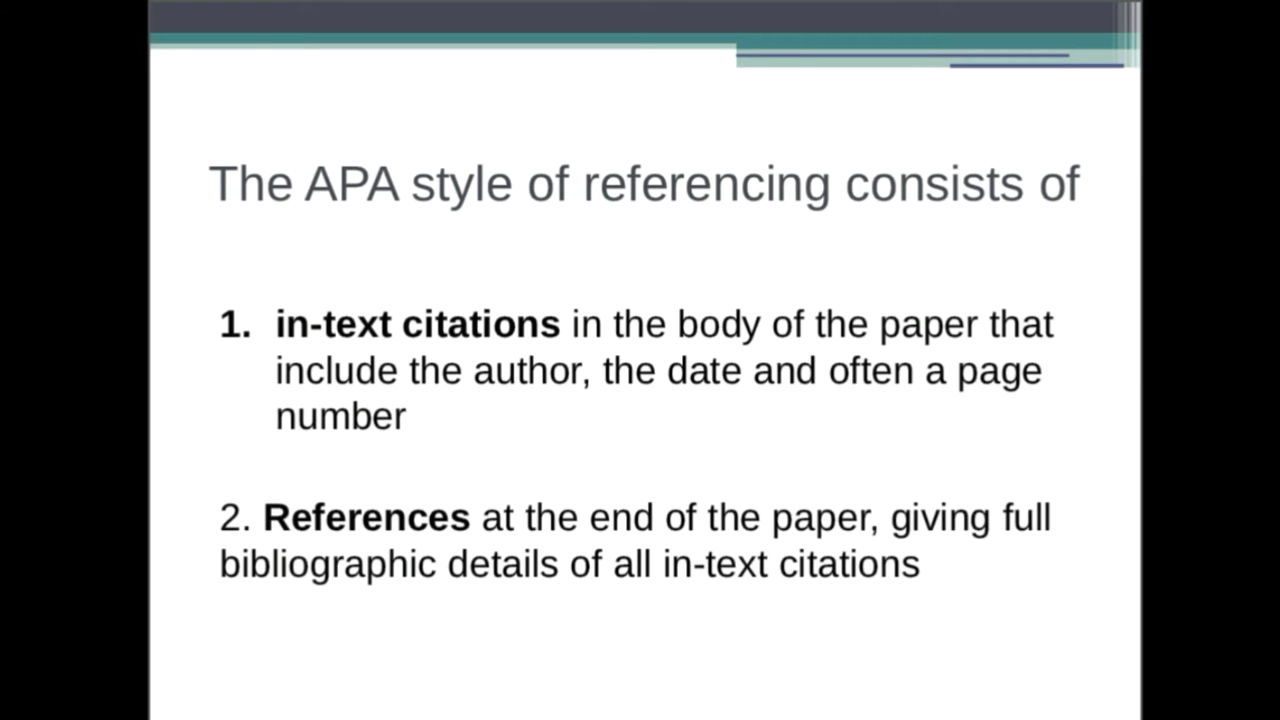 The APA style of referencing consists of
1. in-text citations in the body of the paper that
include the author, the date and often a page
number
2. References at the end of the paper, giving full
bibliographic details of all in-text citations